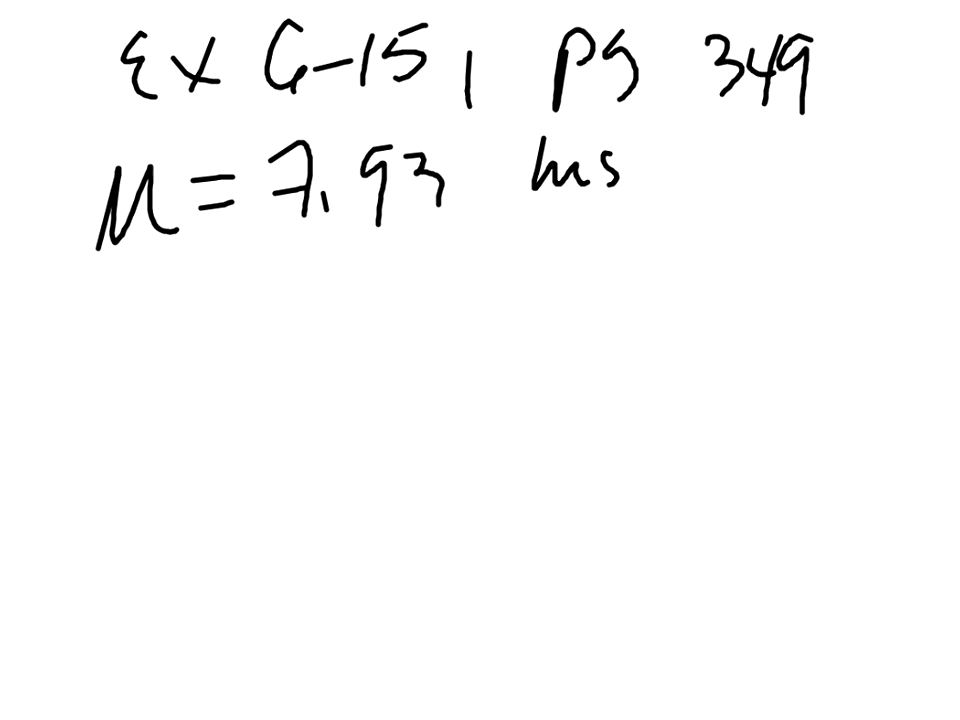 Ex 6-15, pg 349
μ = 7.93 ms